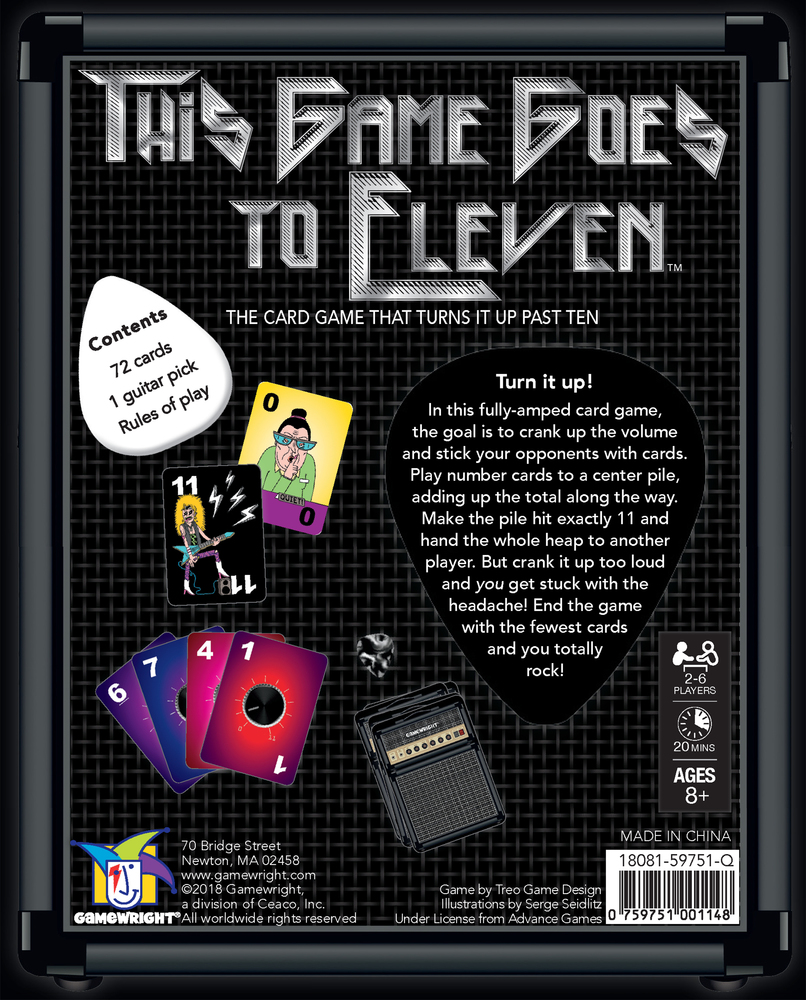 THIS GAME GOES
TO ELEVEN™
THE CARD GAME THAT TURNS IT UP PAST TEN
Contents
72 cards
1 guitar pick
Rules of play
Turn it up!
In this fully-amped card game,
the goal is to crank up the volume
and stick your opponents with cards.
Play number cards to a center pile,
adding up the total along the way.
Make the pile hit exactly 11 and
hand the whole heap to another
player. But crank it up too loud
and you get stuck with the
headache! End the game
with the fewest cards
and you totally
rock!
0
QUIET!
0
11
11
6
7
4
1
1
GAMEWRIGHT
2-6
PLAYERS
20 MINS
AGES
8+
MADE IN CHINA
18081-59751-Q
0 759751 001148
GAMEWRIGHT®
70 Bridge Street
Newton, MA 02458
www.gamewright.com
©2018 Gamewright,
a division of Ceaco, Inc.
All worldwide rights reserved
Game by Treo Game Design
Illustrations by Serge Seidlitz
Under License from Advance Games